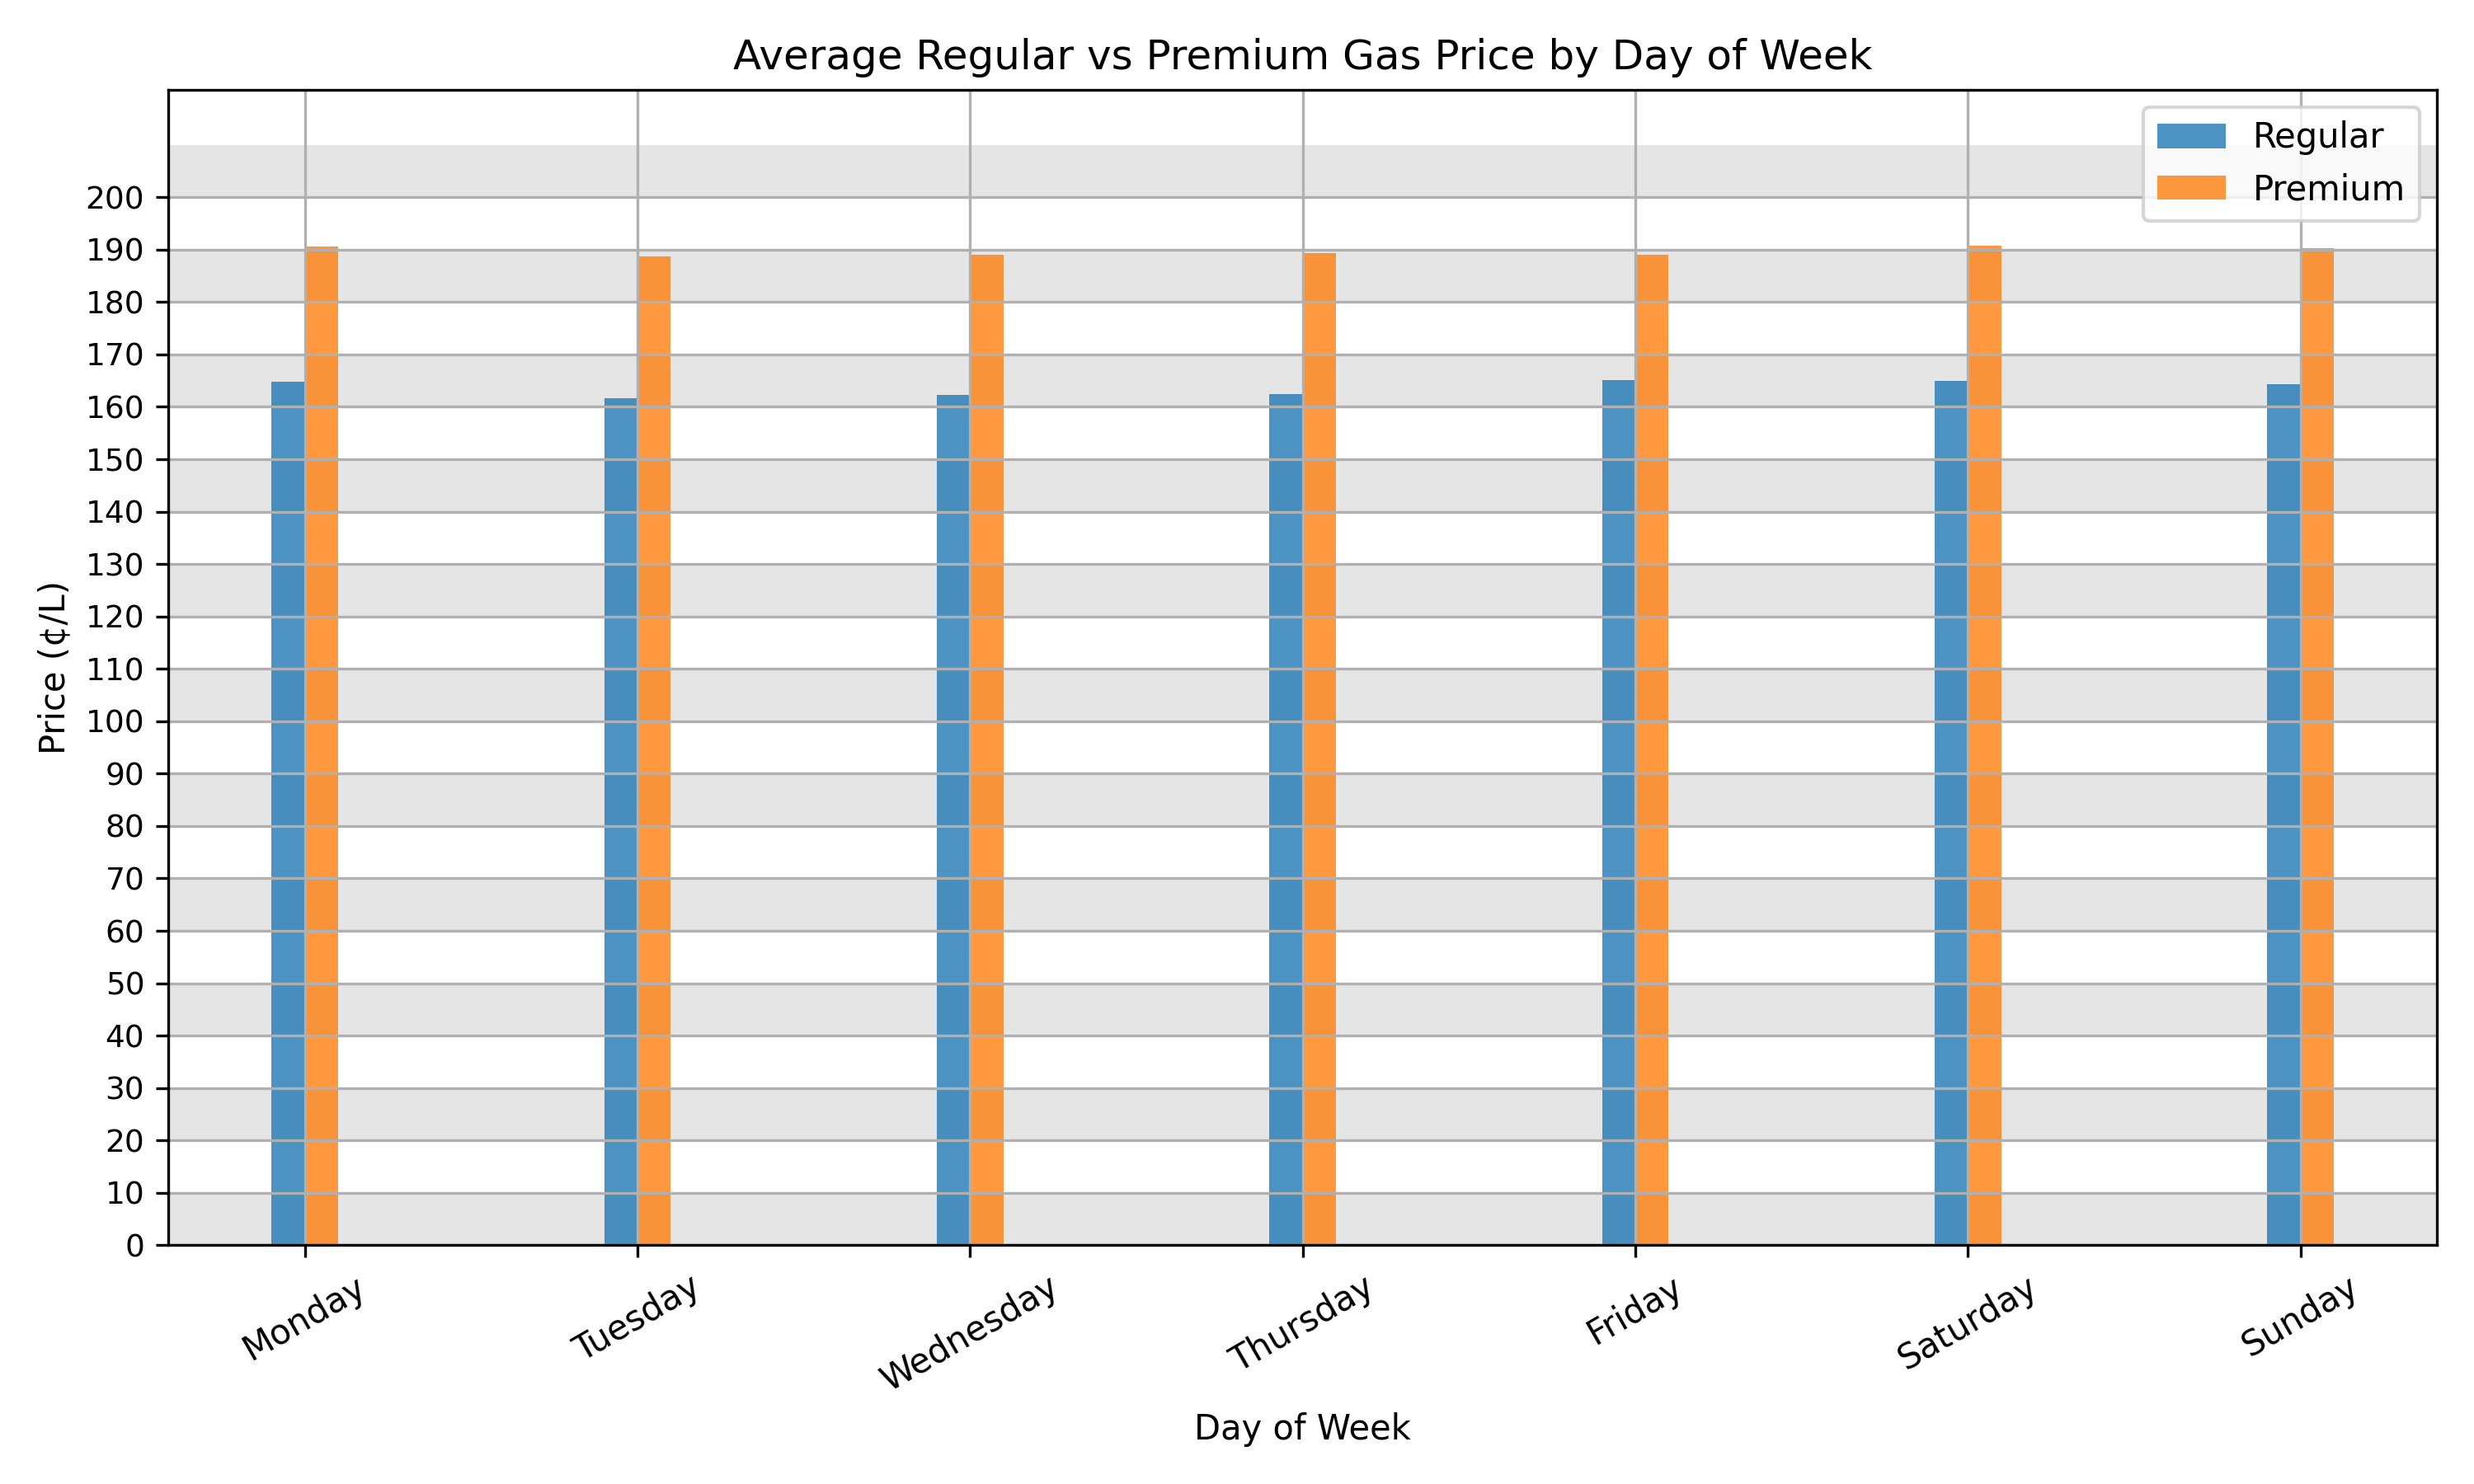 Average Regular vs Premium Gas Price by Day of Week
Regular
Premium
Price (¢/L)
200
190
180
170
160
150
140
130
120
110
100
90
80
70
60
50
40
30
20
10
0
Monday
Tuesday
Wednesday
Thursday
Friday
Saturday
Sunday
Day of Week